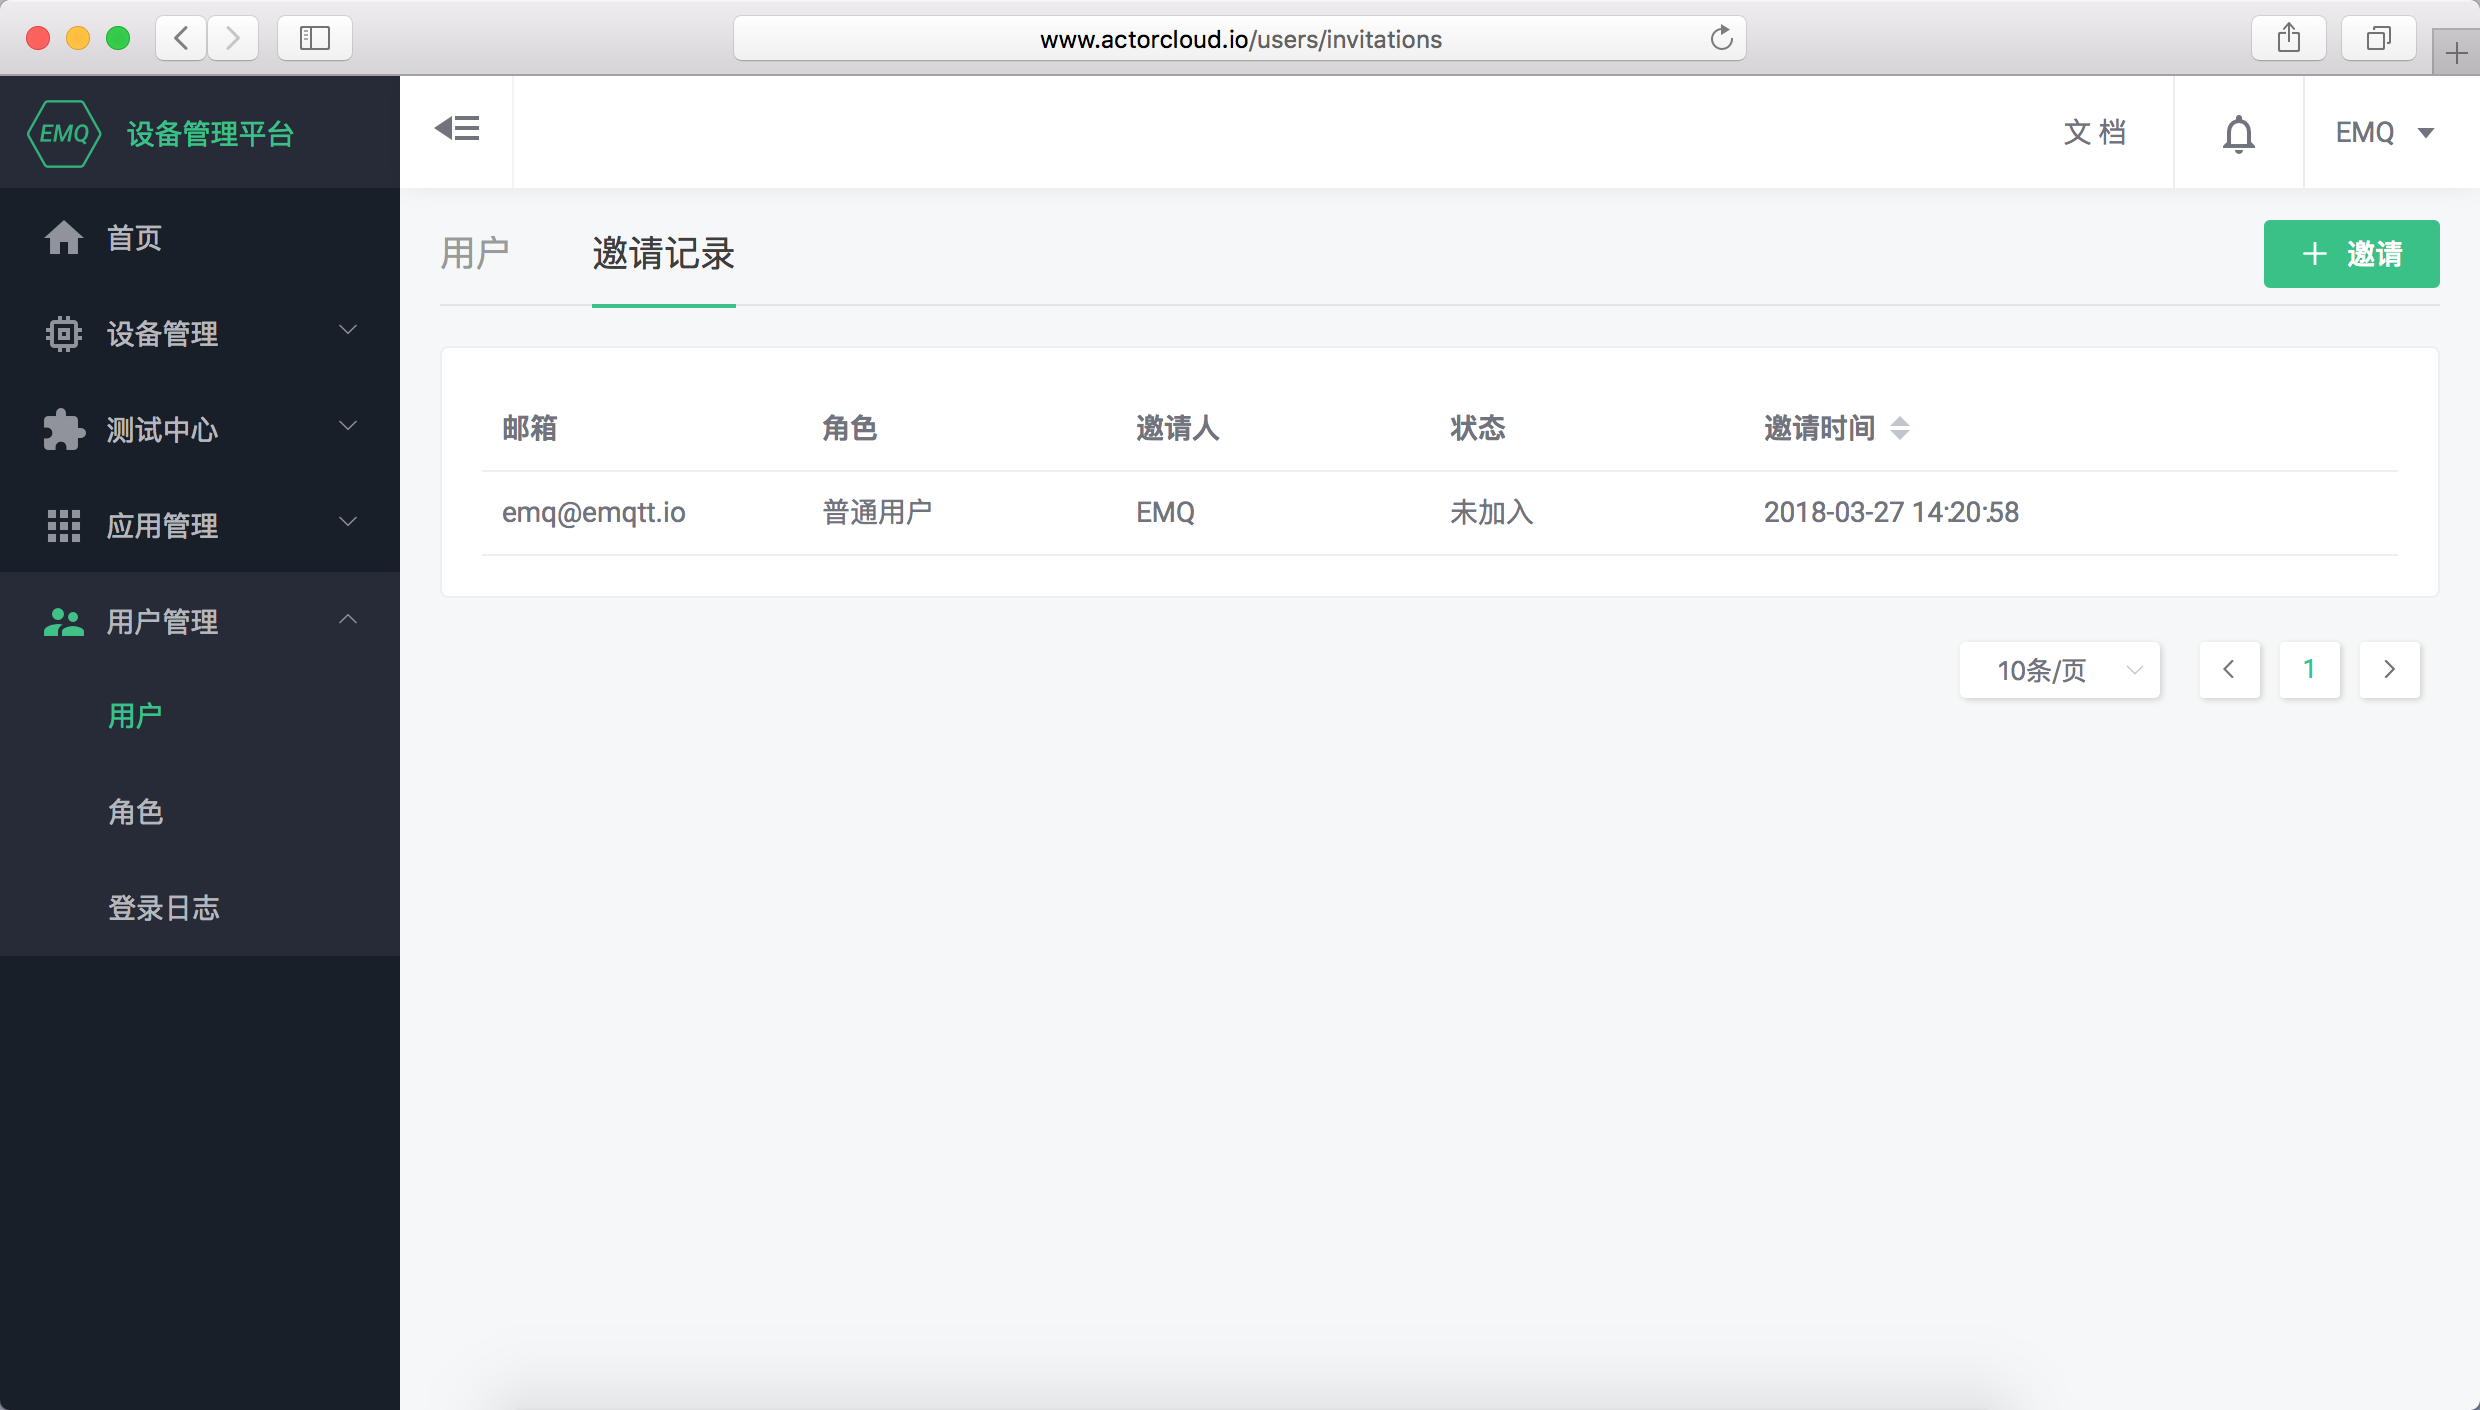 www.actorcloud.io/users/invitations
EMQ 设备管理平台
文 档
EMQ
首页
设备管理
测试中心
应用管理
用户管理
用户
角色
登录日志
用户 邀请记录
邀请
邮箱 角色 邀请人 状态 邀请时间
emq@emqtt.io 普通用户 EMQ 未加入 2018-03-27 14:20:58
10条/页 1